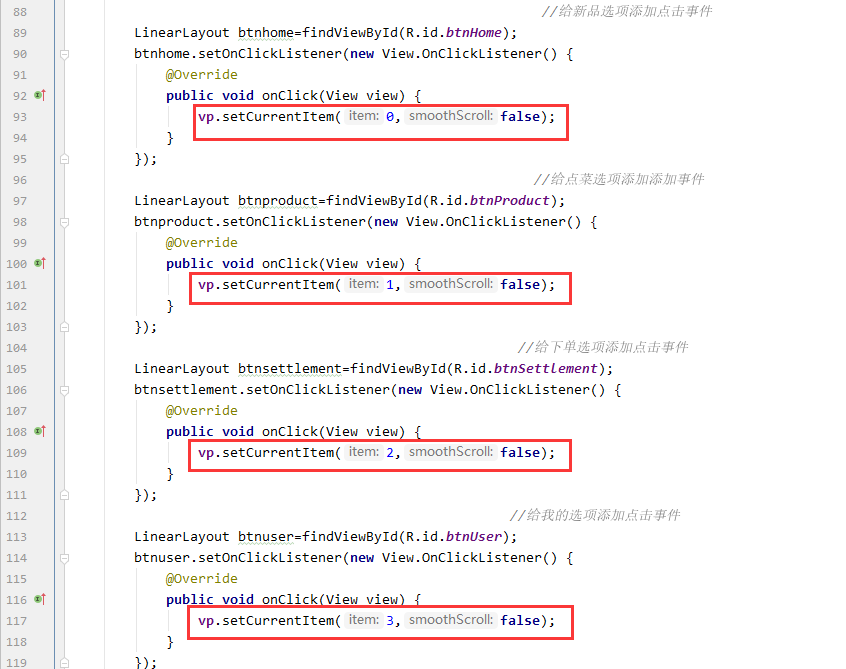 88 //给新品选项添加点击事件
89 LinearLayout btnhome=findViewById(R.id.btnHome);
90 btnhome.setOnClickListener(new View.OnClickListener() {
91 @Override
92 public void onClick(View view) {
93 vp.setCurrentItem( item: 0, smoothScroll: false);
94 }
95 });
96 //给点菜选项添加添加事件
97 LinearLayout btnproduct=findViewById(R.id.btnProduct);
98 btnproduct.setOnClickListener(new View.OnClickListener() {
99 @Override
100 public void onClick(View view) {
101 vp.setCurrentItem( item: 1, smoothScroll: false);
102 }
103 });
104 //给下单选项添加点击事件
105 LinearLayout btnsettlement=findViewById(R.id.btnSettlement);
106 btnsettlement.setOnClickListener(new View.OnClickListener() {
107 @Override
108 public void onClick(View view) {
109 vp.setCurrentItem( item: 2, smoothScroll: false);
110 }
111 });
112 //给我的选项添加点击事件
113 LinearLayout btnuser=findViewById(R.id.btnUser);
114 btnuser.setOnClickListener(new View.OnClickListener() {
115 @Override
116 public void onClick(View view) {
117 vp.setCurrentItem( item: 3, smoothScroll: false);
118 }
119 });